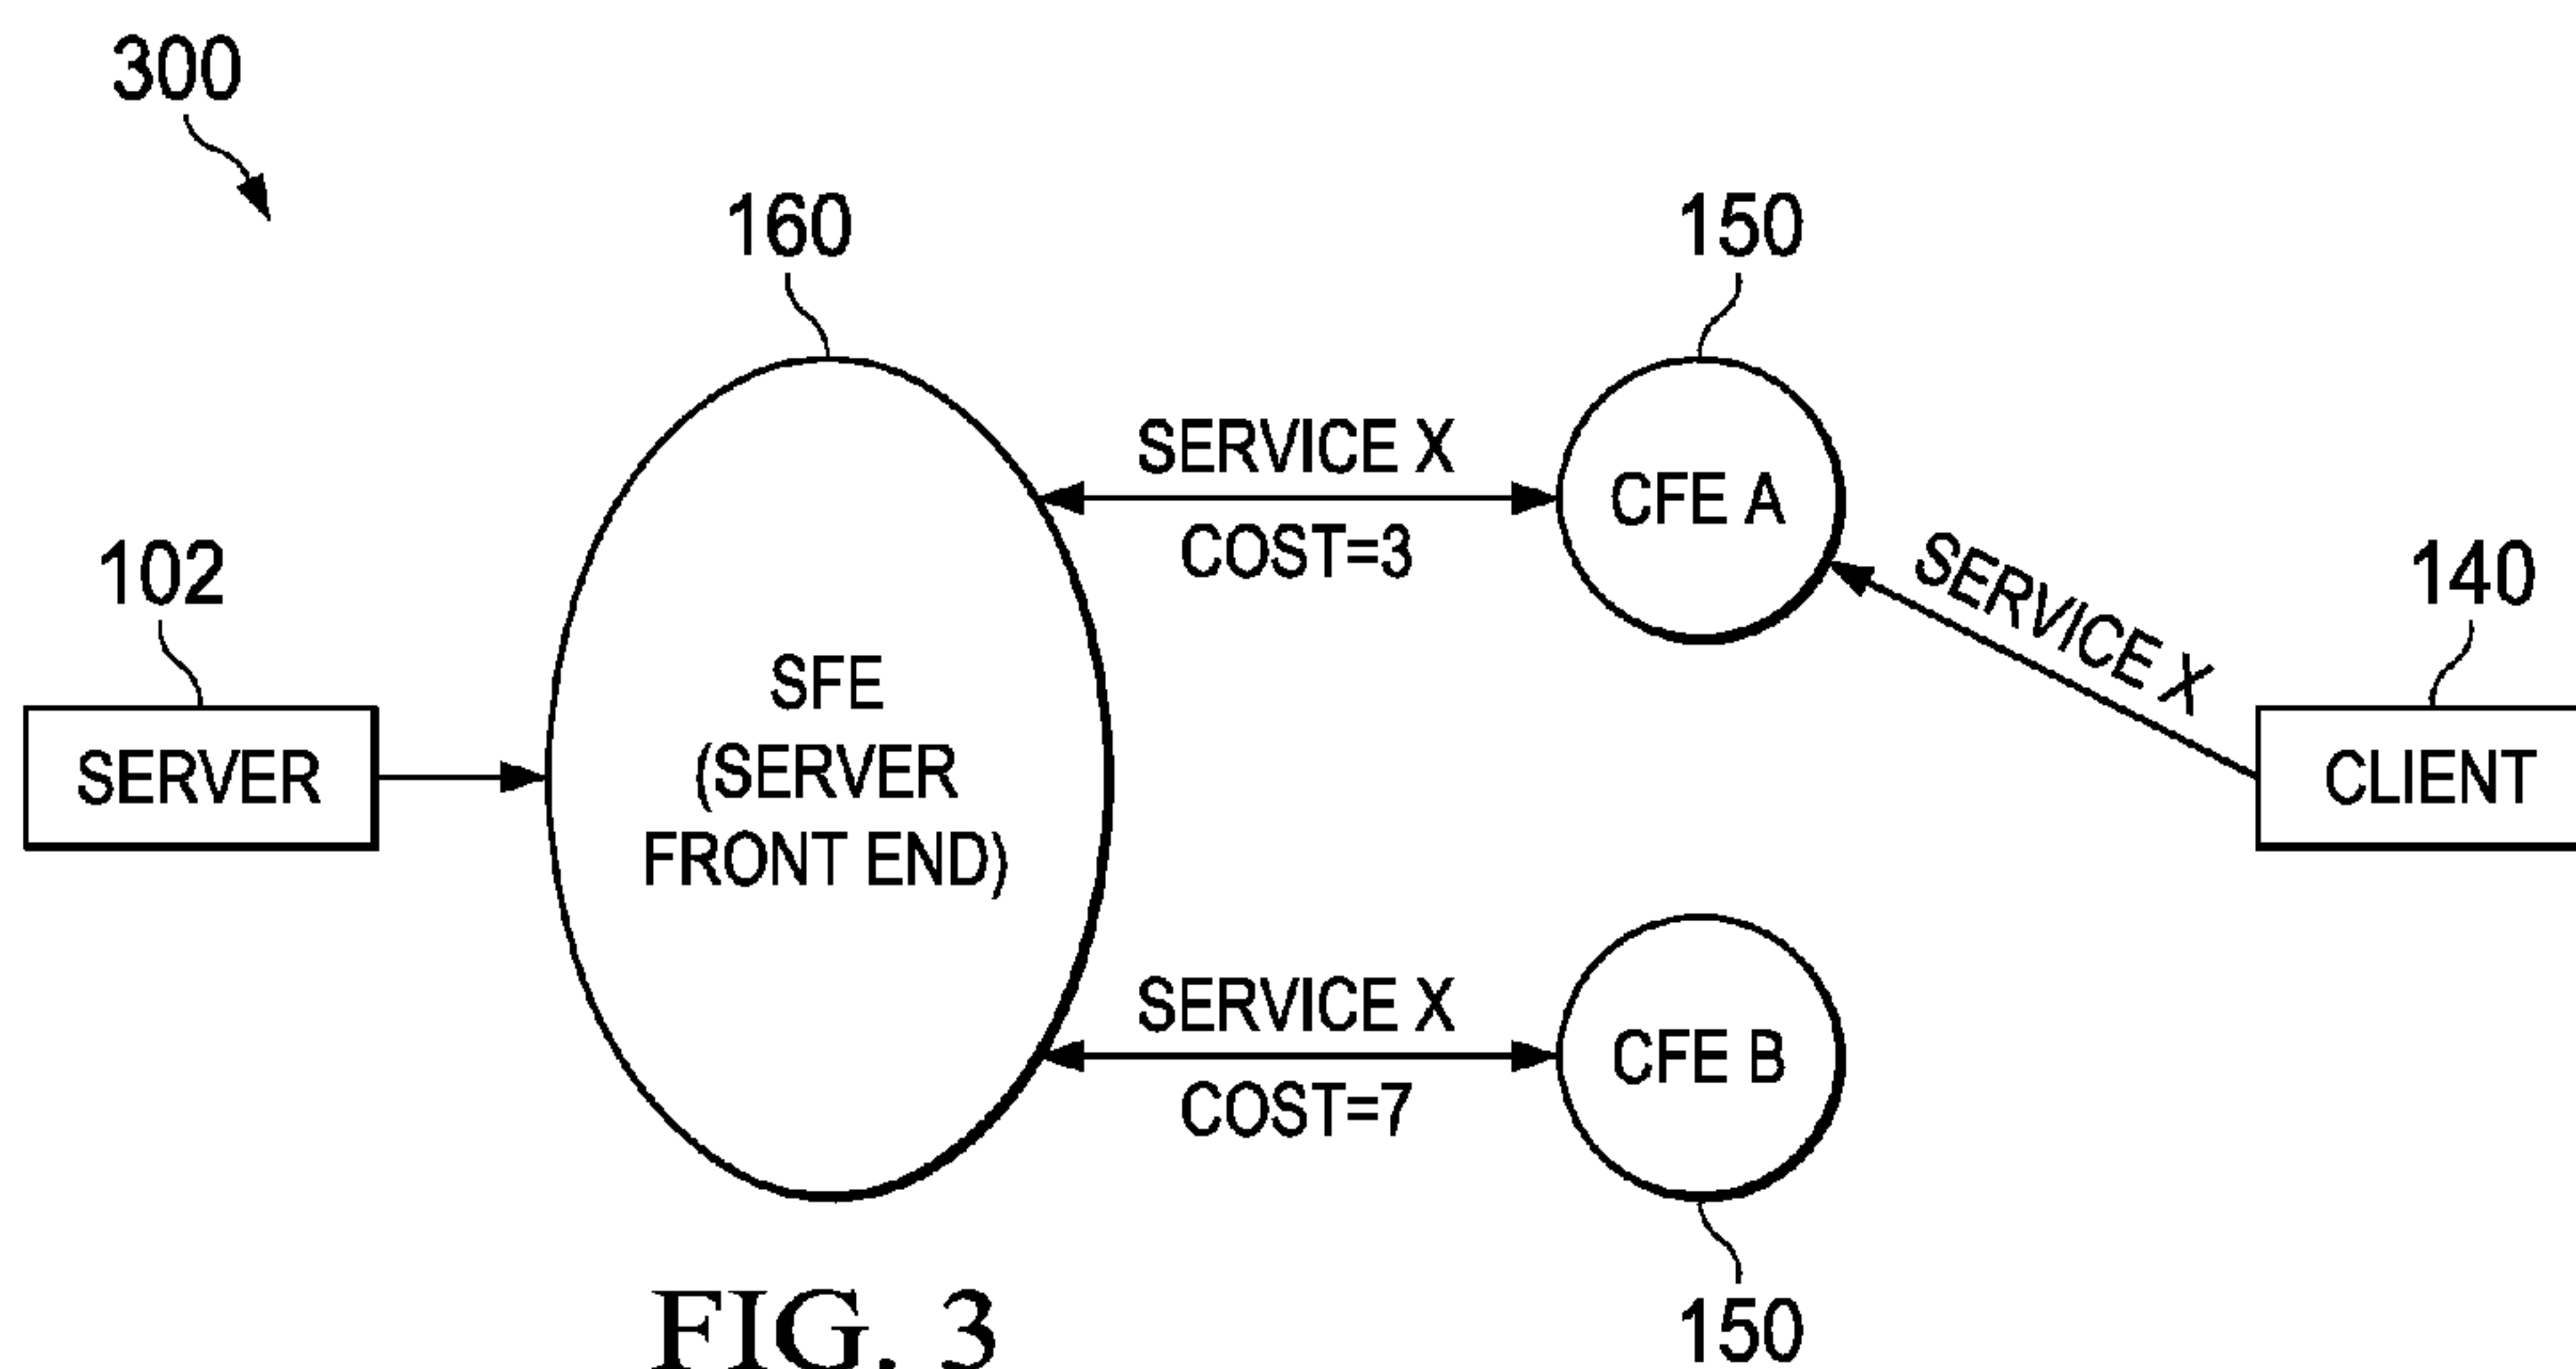 300
160
150
SERVICE X
CFE A
COST=3
102
SERVICE X
140
SFE
(SERVER
FRONT END)
SERVER
CLIENT
SERVICE X
CFE B
COST=7
150
FIG. 3